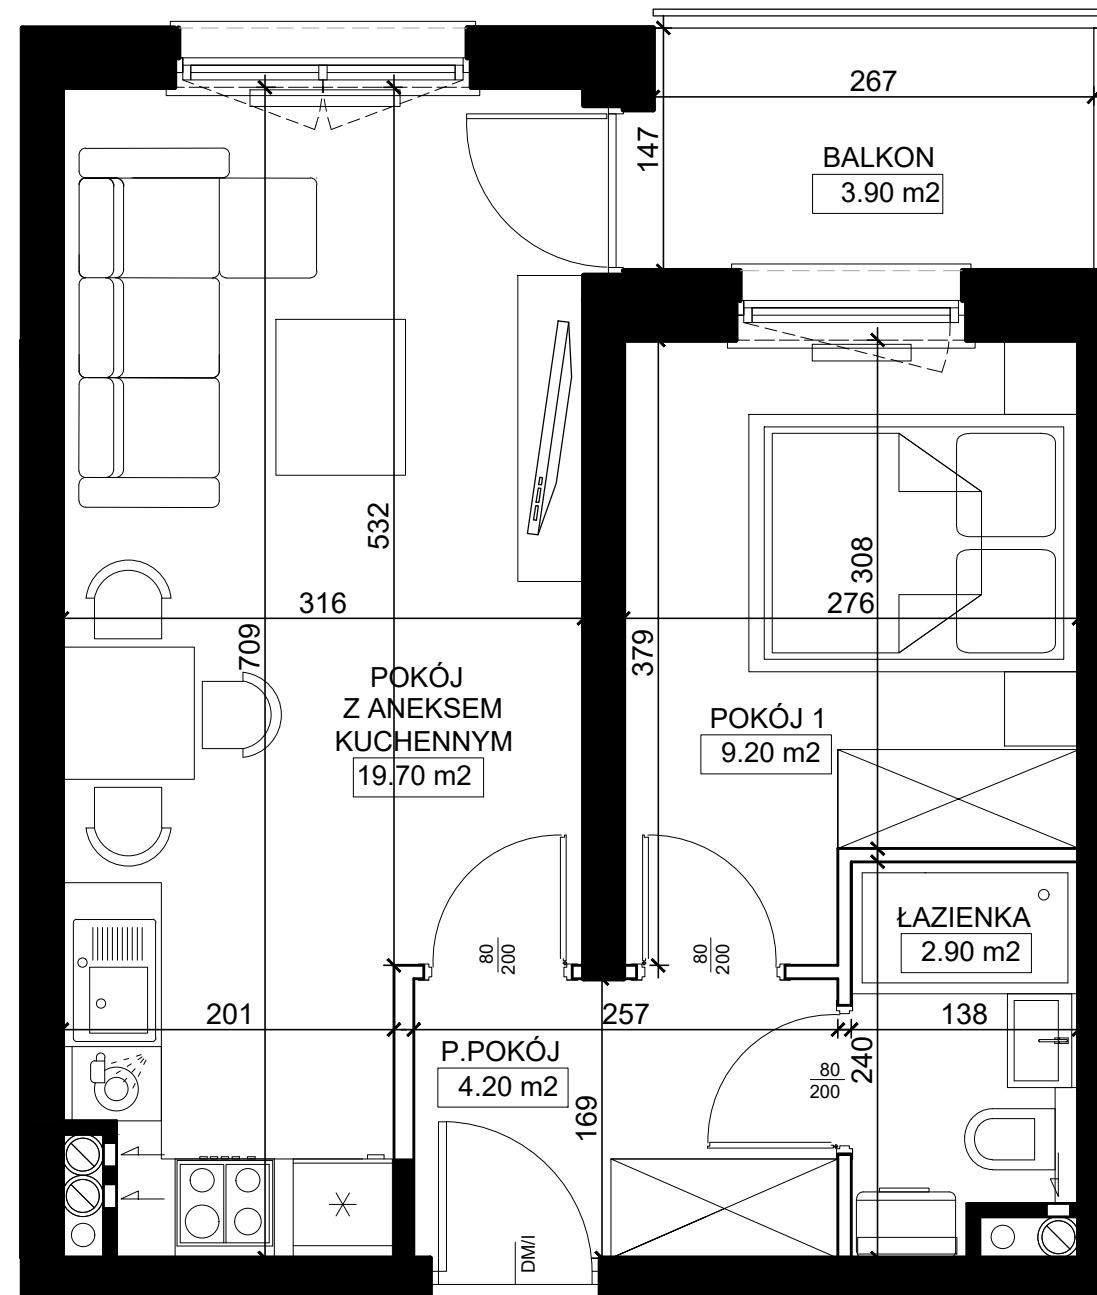 267
147
BALKON
3.90 m2
532
308
316
276
709
379
POKÓJ
Z ANEKSEM
KUCHENNYM
19.70 m2
POKÓJ 1
9.20 m2
ŁAZIENKA
2.90 m2
80
200
80
200
201
257
138
P.POKÓJ
4.20 m2
240
80
200
169
DM/I